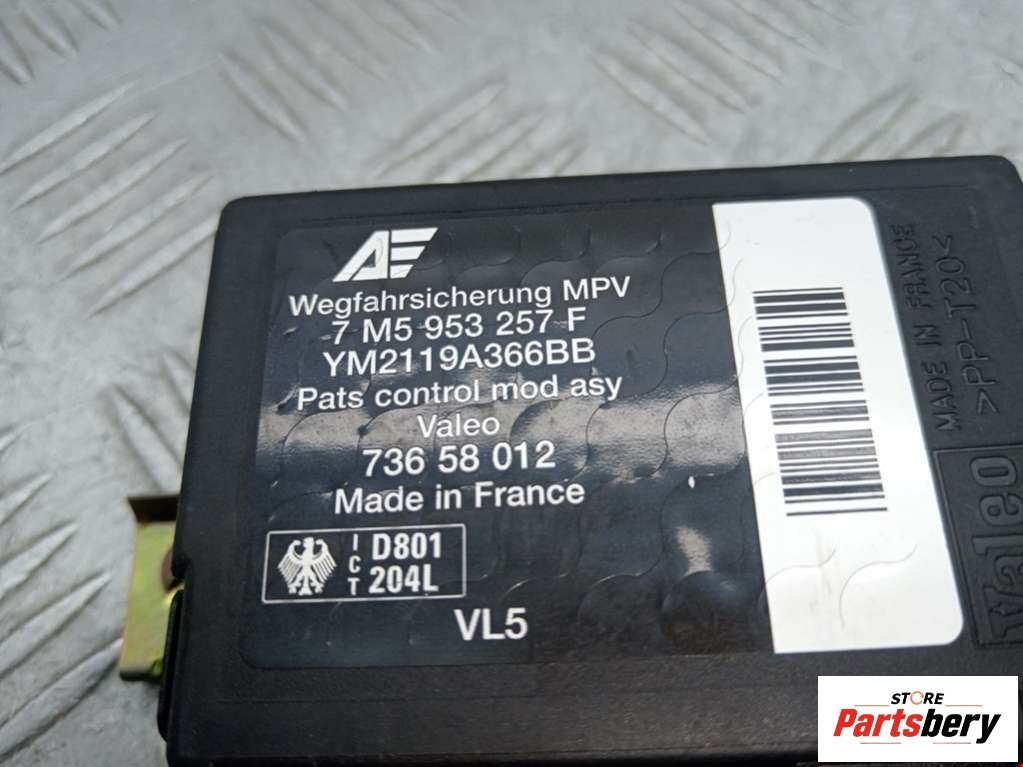 AE
Wegfahrsicherung MPV
7 M5 953 257 F
YM2119A366BB
Pats control mod asy
Valeo
736 58 012
Made in France
I C T
D801
204L
VL5
MADE IN FRANCE
>PP-T20<
Valeo
STORE
Partsbery